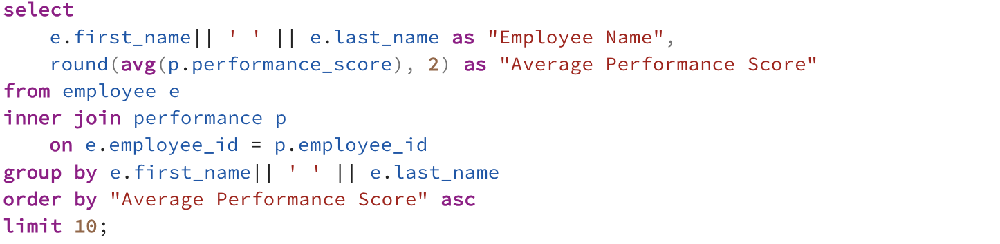 select
    e.first_name|| ' ' || e.last_name as "Employee Name",
    round(avg(p.performance_score), 2) as "Average Performance Score"
from employee e
inner join performance p
    on e.employee_id = p.employee_id
group by e.first_name|| ' ' || e.last_name
order by "Average Performance Score" asc
limit 10;